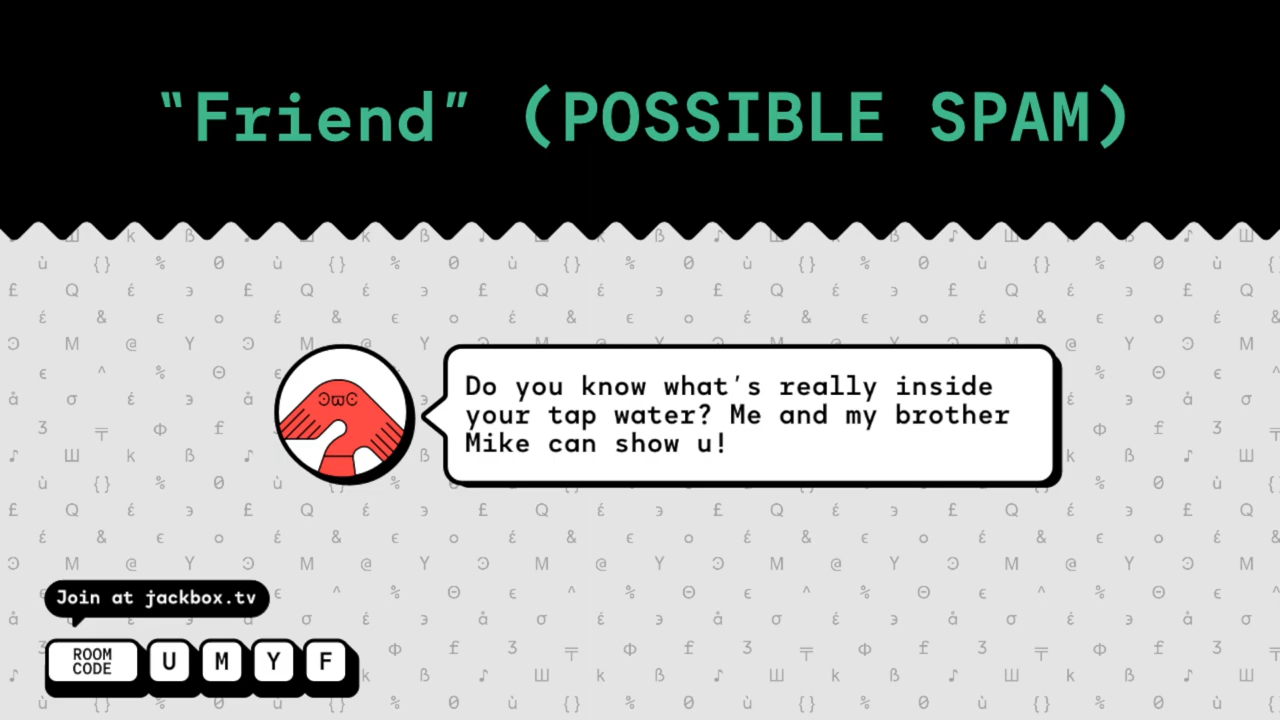 “Friend” (POSSIBLE SPAM)
Do you know what's really inside
your tap water? Me and my brother
Mike can show u!
Join at jackbox.tv
ROOM
CODE
U M Y F